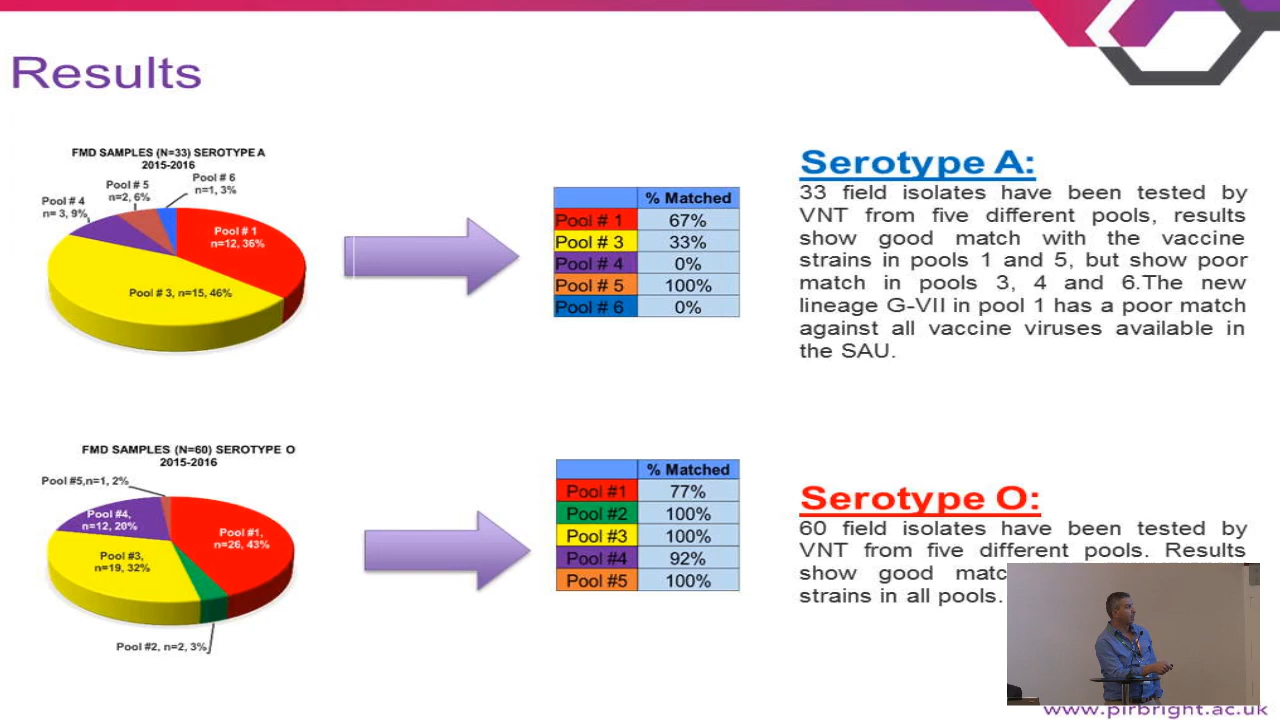 Results
FMD SAMPLES (N=33) SEROTYPE A
2015-2016
Pool # 6
n=1, 3%
Pool # 5
n=2, 6%
Pool # 4
n= 3, 9%
Pool # 1
n=12, 36%
Pool # 3, n=15, 46%
% Matched
Pool # 1 67%
Pool # 3 33%
Pool # 4 0%
Pool # 5 100%
Pool # 6 0%
Serotype A:
33 field isolates have been tested by
VNT from five different pools, results
show good match with the vaccine
strains in pools 1 and 5, but show poor
match in pools 3, 4 and 6.The new
lineage G-VII in pool 1 has a poor match
against all vaccine viruses available in
the SAU.
FMD SAMPLES (N=60) SEROTYPE O
2015-2016
Pool #5,n=1, 2%
Pool #4,
n=12, 20%
Pool #1,
n=26, 43%
Pool #3,
n=19, 32%
Pool #2, n=2, 3%
% Matched
Pool #1 77%
Pool #2 100%
Pool #3 100%
Pool #4 92%
Pool #5 100%
Serotype O:
60 field isolates have been tested by
VNT from five different pools. Results
show good
strains in all pools.
www.pirbright.ac.uk